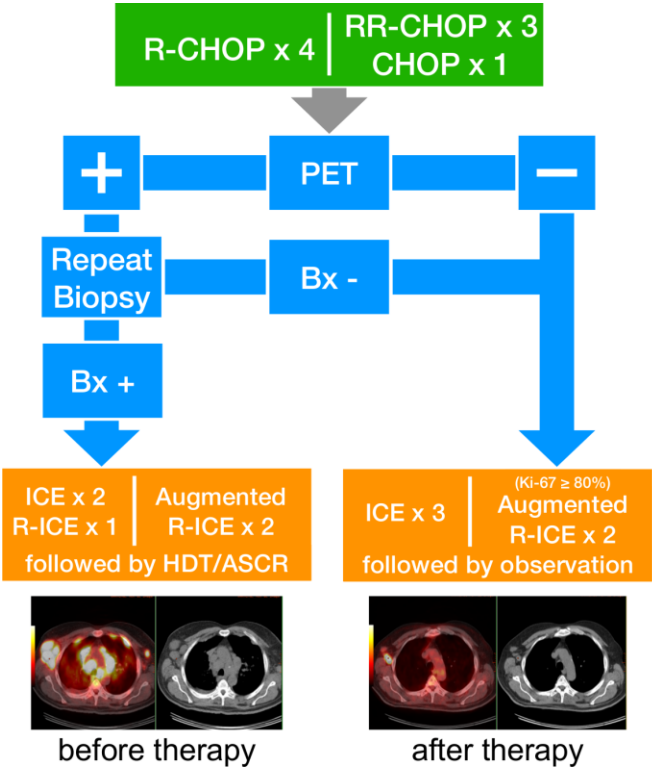 R-CHOP x 4
RR-CHOP x 3
CHOP x 1
+
PET
−
Repeat
Biopsy
Bx -
Bx +
ICE x 2
R-ICE x 1
Augmented
R-ICE x 2
followed by HDT/ASCR
ICE x 3
(Ki-67 ≥ 80%)
Augmented
R-ICE x 2
followed by observation
before therapy
after therapy